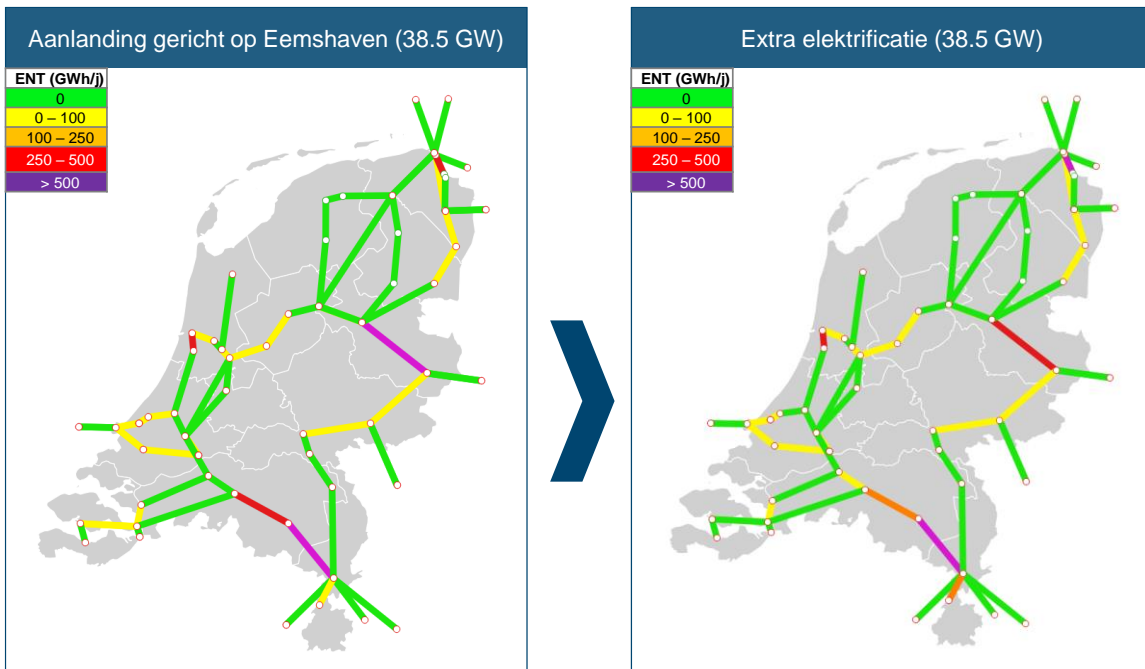 Aanlanding gericht op Eemshaven (38.5 GW)
ENT (GWh/j)
0
0 – 100
100 – 250
250 – 500
> 500
Extra elektrificatie (38.5 GW)
ENT (GWh/j)
0
0 – 100
100 – 250
250 – 500
> 500